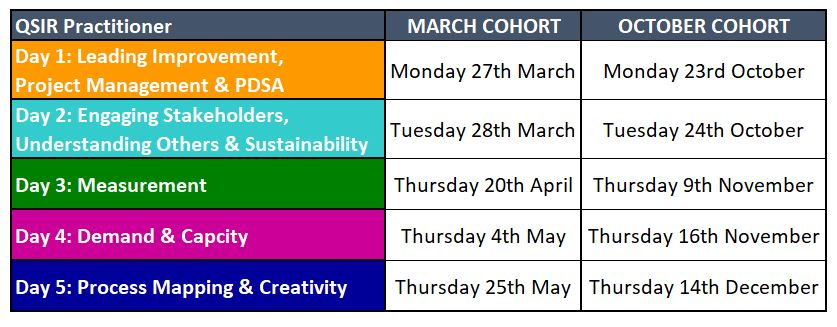 QSIR Practitioner MARCH COHORT OCTOBER COHORT
Day 1: Leading Improvement,
Project Management & PDSA Monday 27th March Monday 23rd October
Day 2: Engaging Stakeholders,
Understanding Others & Sustainability Tuesday 28th March Tuesday 24th October
Day 3: Measurement Thursday 20th April Thursday 9th November
Day 4: Demand & Capcity Thursday 4th May Thursday 16th November
Day 5: Process Mapping & Creativity Thursday 25th May Thursday 14th December